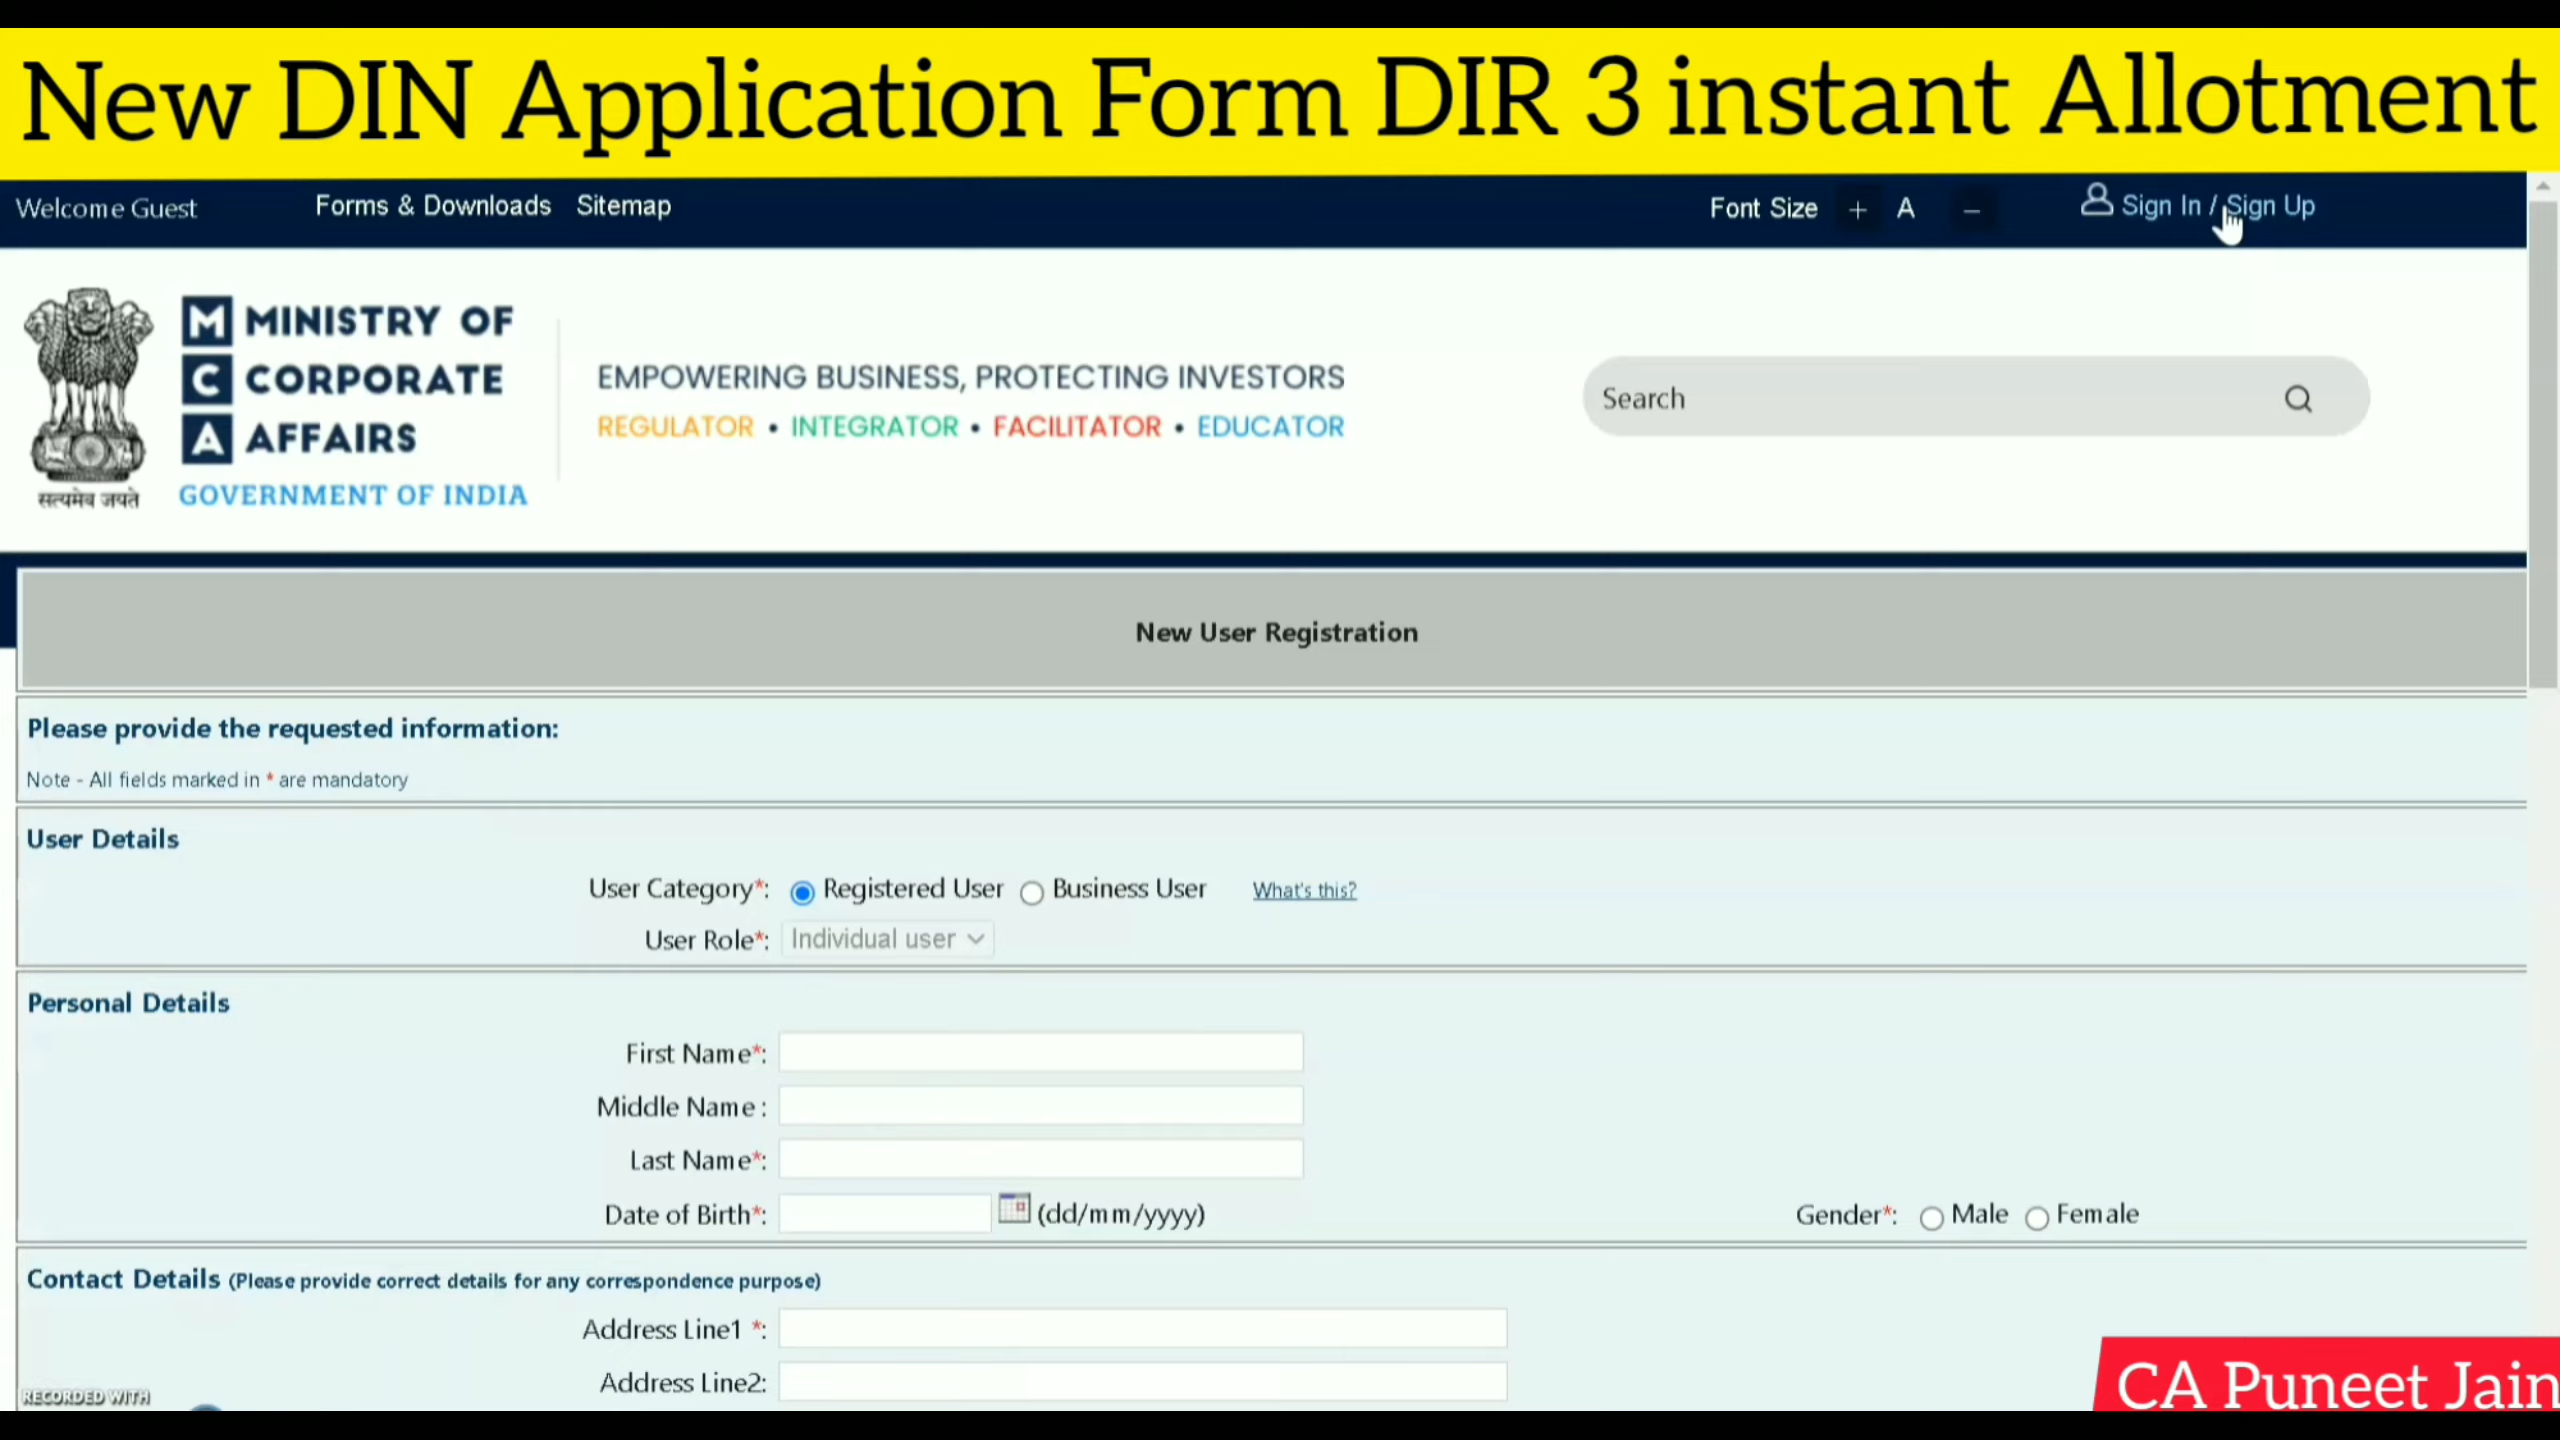 New DIN Application Form DIR 3 instant Allotment
Welcome Guest Forms & Downloads Sitemap Font Size + A - Sign In / Sign Up
M MINISTRY OF
C CORPORATE
A AFFAIRS
GOVERNMENT OF INDIA
सत्यमेव जयते
EMPOWERING BUSINESS, PROTECTING INVESTORS
REGULATOR • INTEGRATOR • FACILITATOR • EDUCATOR
Search
New User Registration
Please provide the requested information:
Note - All fields marked in * are mandatory
User Details
User Category*: Registered User Business User What's this?
User Role*: Individual user
Personal Details
First Name*:
Middle Name :
Last Name*:
Date of Birth*: (dd/mm/yyyy) Gender*: Male Female
Contact Details (Please provide correct details for any correspondence purpose)
Address Line1 *:
Address Line2:
RECORDED WITH
CA Puneet Jain